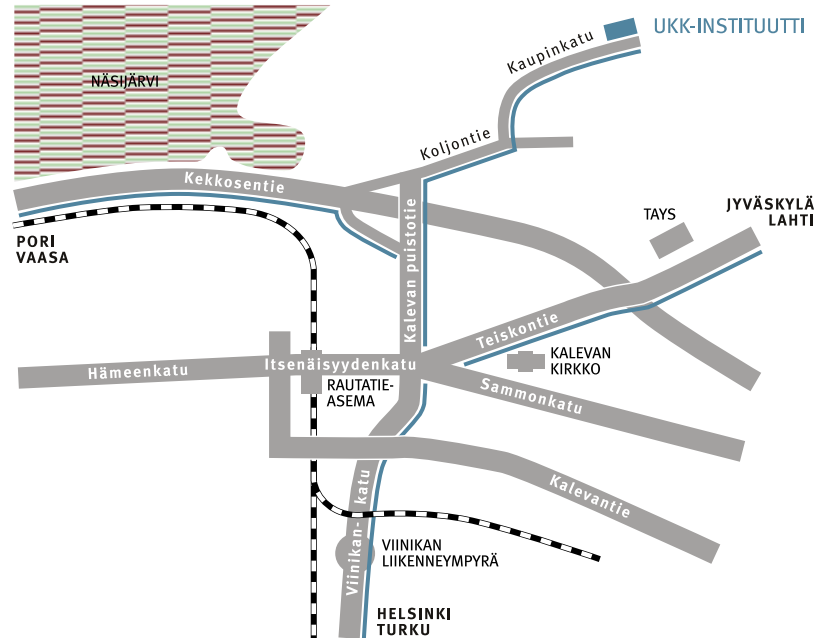 UKK-INSTITUUTTI
Kaupinkatu
NÄSIJÄRVI
Koljontie
Kekkosentie
JYVÄSKYLÄ
LAHTI
TAYS
PORI
VAASA
Kalevan puistotie
Teiskontie
Hämeenkatu
Itsenäisyydenkatu
KALEVAN
KIRKKO
RAUTATIE-
ASEMA
Sammonkatu
Kalevantie
Viinikan-
katu
VIINIKAN
LIIKENNEYMPYRÄ
HELSINKI
TURKU